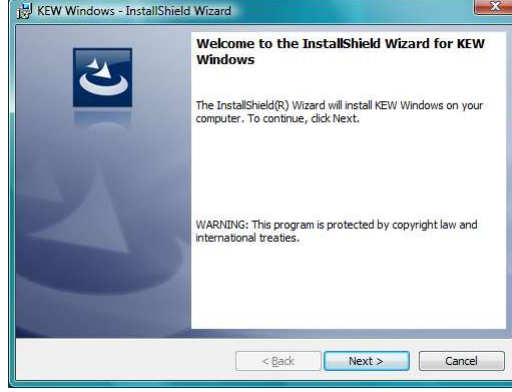 KEW Windows - InstallShield Wizard
Welcome to the InstallShield Wizard for KEW
Windows
The InstallShield(R) Wizard will install KEW Windows on your
computer. To continue, click Next.
WARNING: This program is protected by copyright law and
international treaties.
< Back
Next >
Cancel